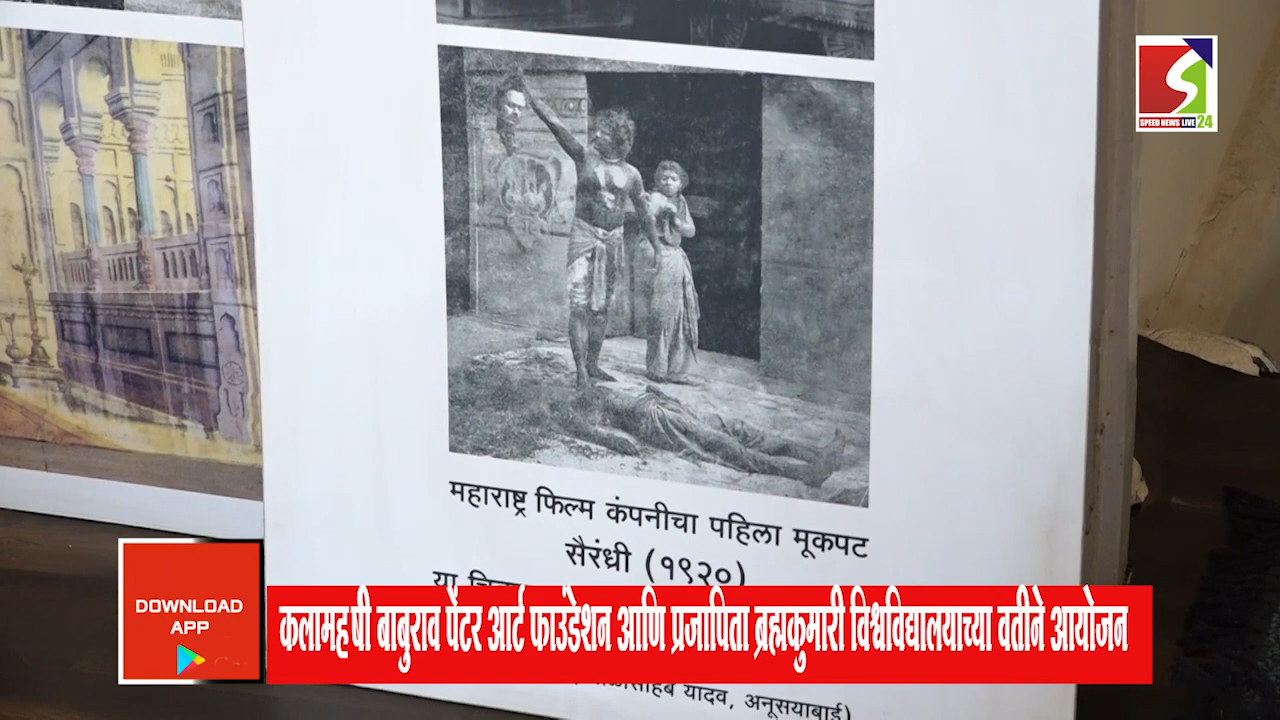 SPEED NEWS LIVE 24
महाराष्ट्र फिल्म कंपनीचा पहिला मूकपट
सैरंध्री (१९२०)
या
DOWNLOAD
APP
कलामहर्षी बाबुराव पेंटर आर्ट फाउंडेशन आणि प्रजापिता ब्रह्मकुमारी विश्वविद्यालयाच्या वतीने आयोजन
यादव, अनूसयाबाई)